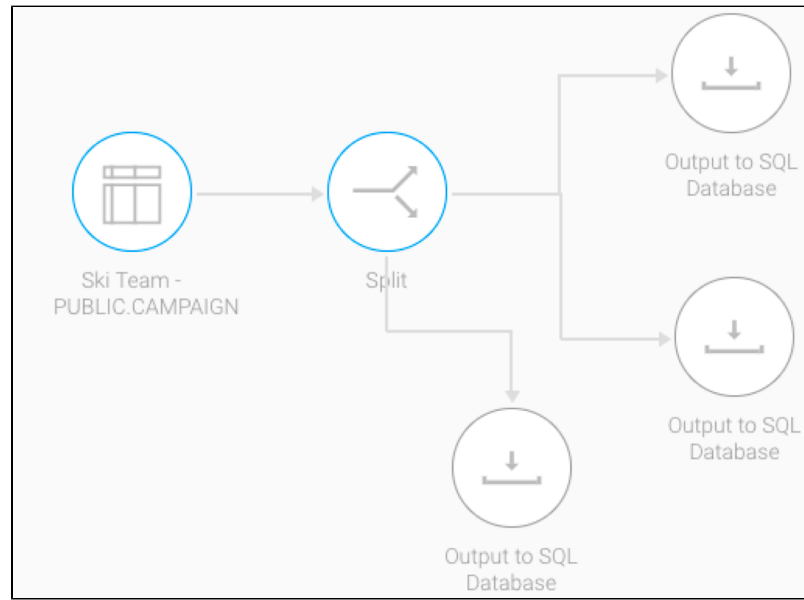 Output to SQL
Database
Ski Team -
PUBLIC.CAMPAIGN
Split
Output to SQL
Database
Output to SQL
Database